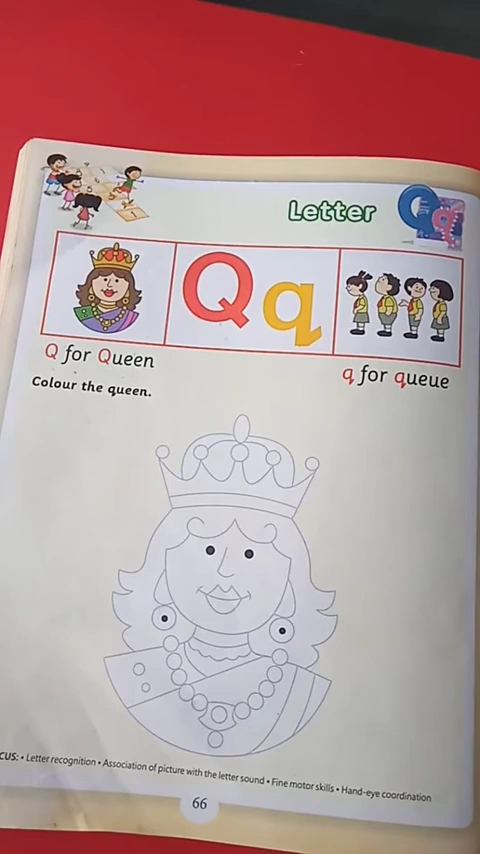 Letter Qq
Q q
Q for Queen
q for queue
Colour the queen.
CUS: • Letter recognition • Association of picture with the letter sound • Fine motor skills • Hand-eye coordination
66